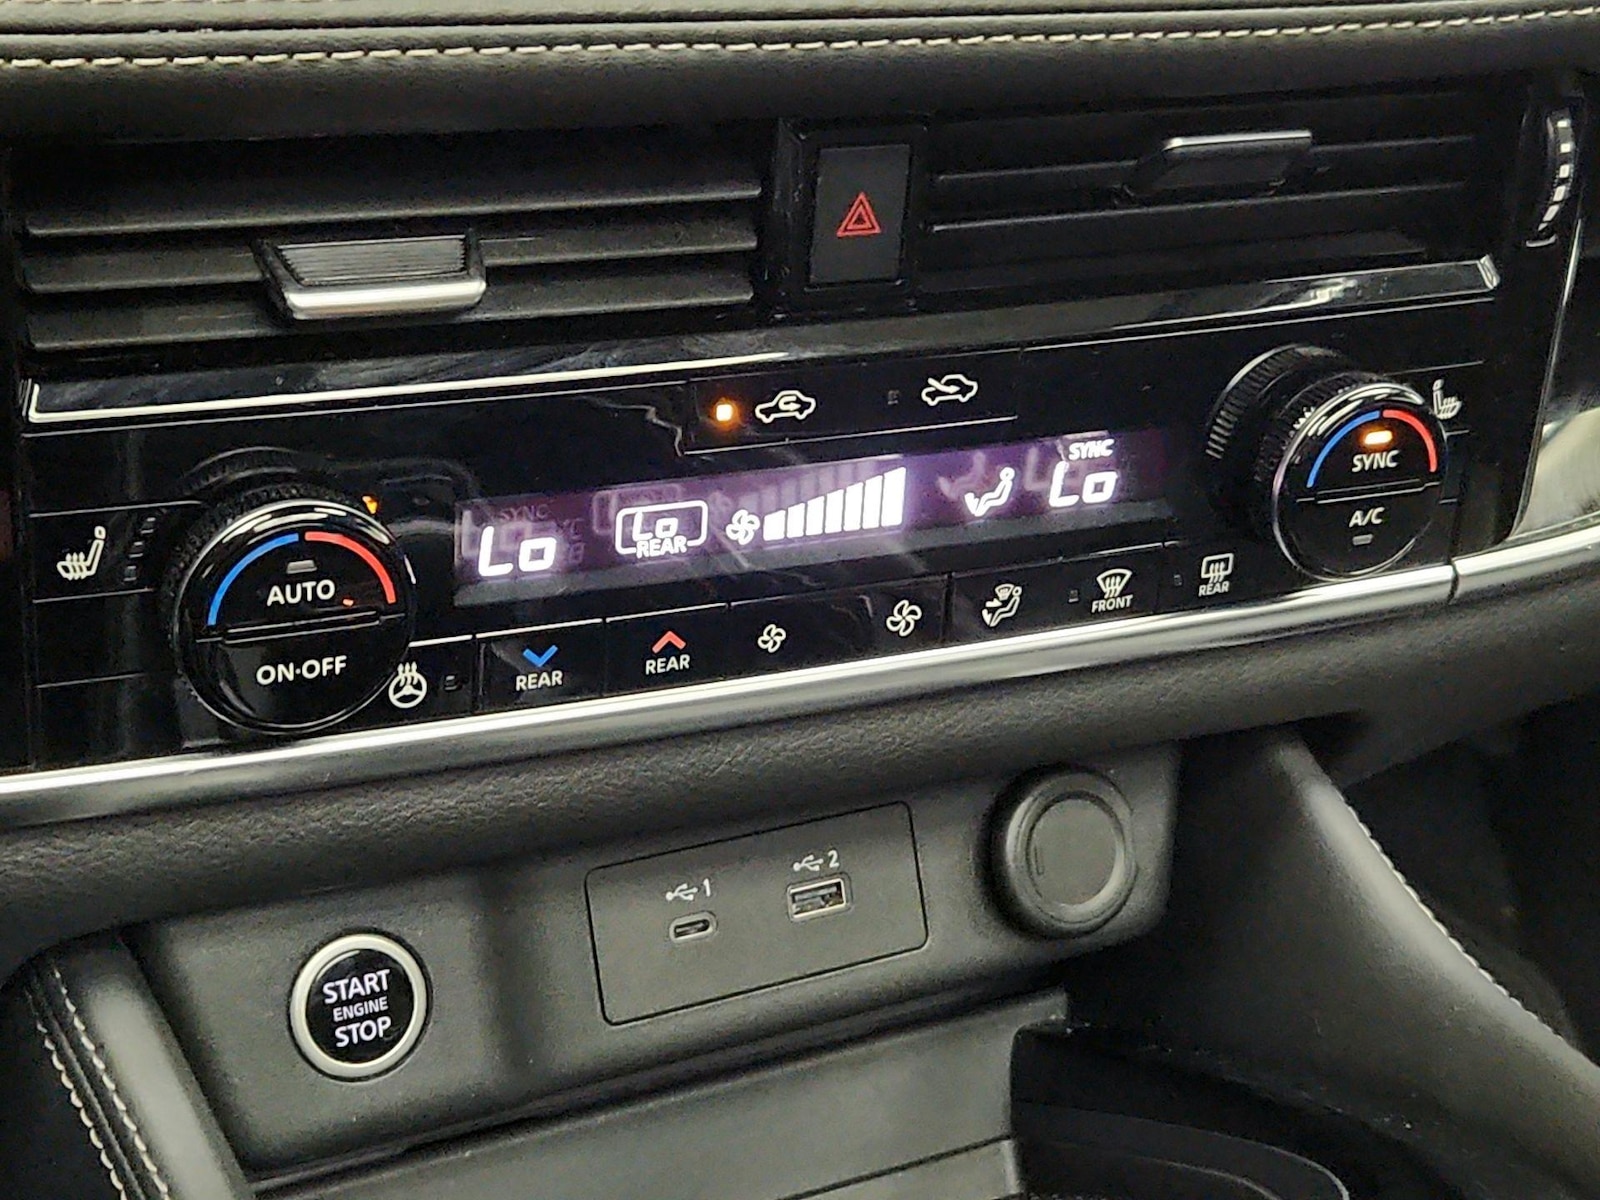 SYNC
Lo
Lo
REAR
Lo
SYNC
A/C
AUTO
ON·OFF
REAR
REAR
FRONT
REAR
1
2
START
ENGINE
STOP